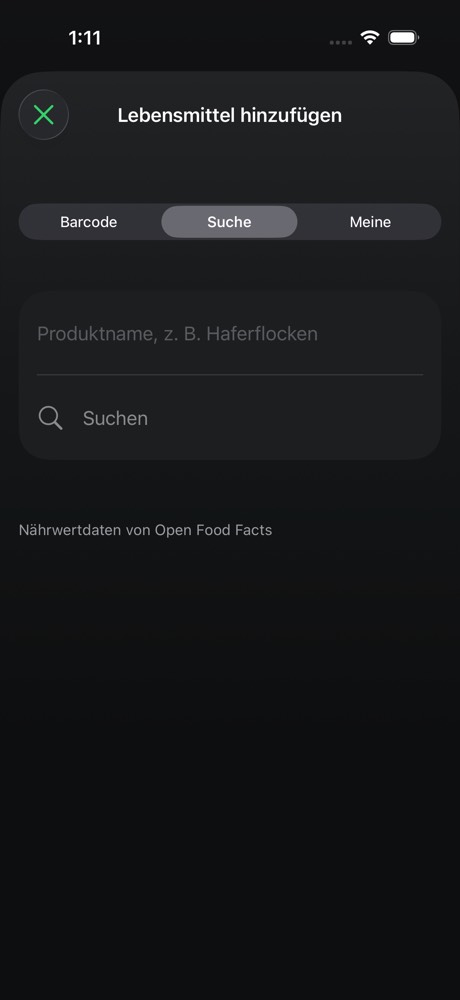 1:11
Lebensmittel hinzufügen
Barcode Suche Meine
Produktname, z. B. Haferflocken
Suchen
Nährwertdaten von Open Food Facts